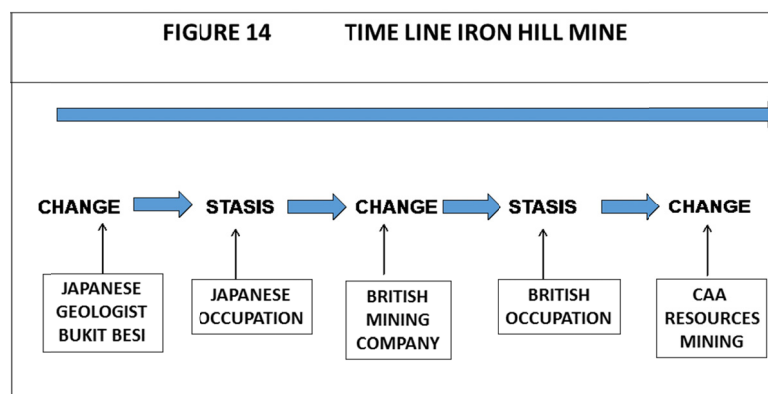 FIGURE 14 TIME LINE IRON HILL MINE
CHANGE STASIS CHANGE STASIS CHANGE
JAPANESE
GEOLOGIST
BUKIT BESI
JAPANESE
OCCUPATION
BRITISH
MINING
COMPANY
BRITISH
OCCUPATION
CAA
RESOURCES
MINING